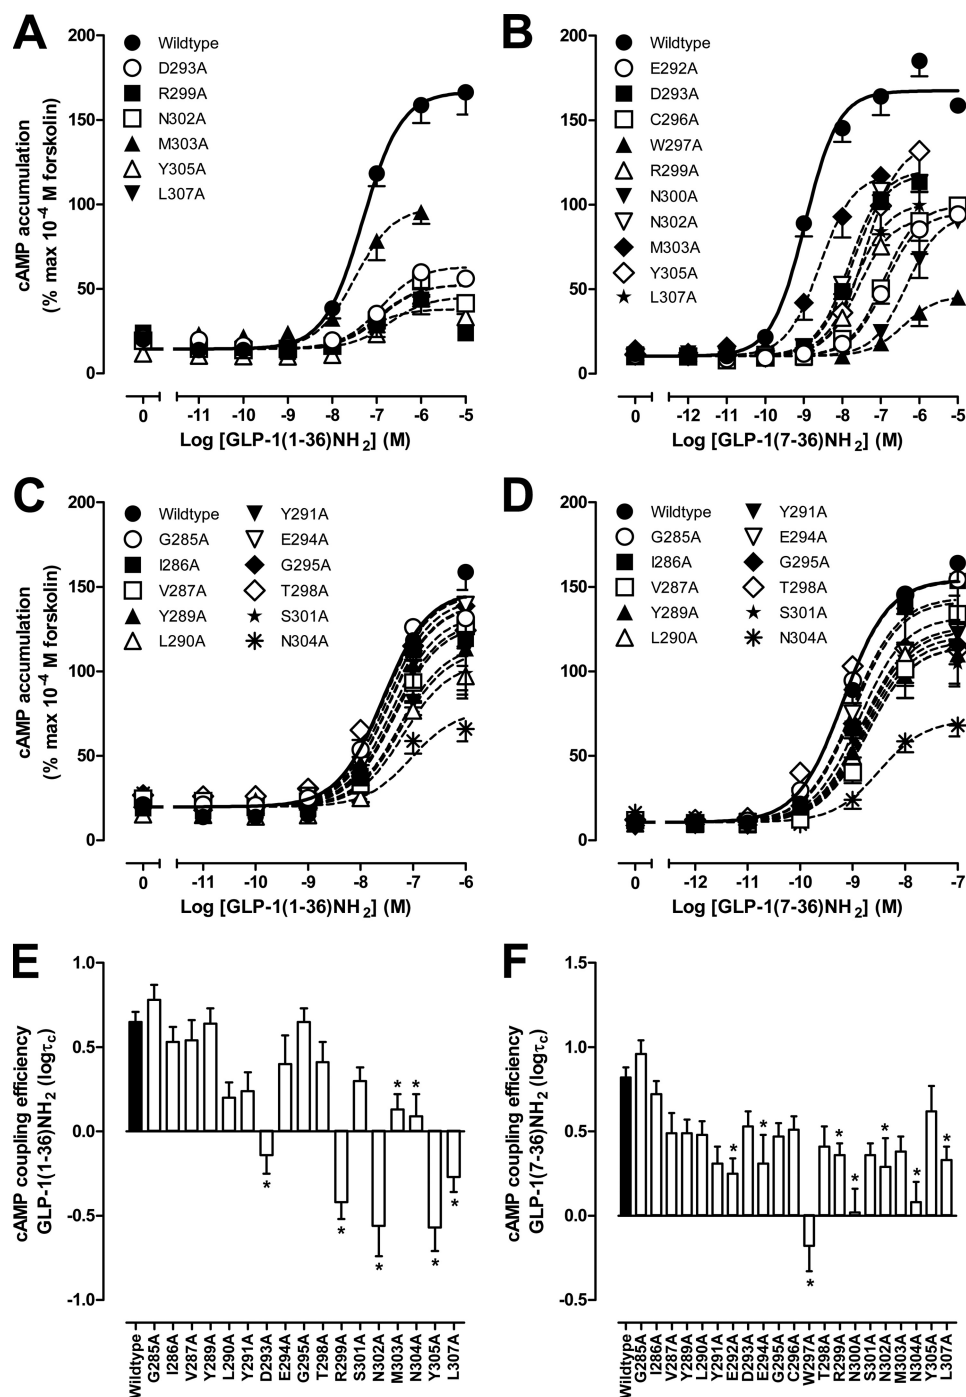 A
cAMP accumulation
(% max 10⁻⁴ M forskolin)
200
150
100
50
0
Wildtype
D293A
R299A
N302A
M303A
Y305A
L307A
0 -11 -10 -9 -8 -7 -6 -5
Log [GLP-1(1-36)NH₂] (M)
B
200
150
100
50
0
Wildtype
E292A
D293A
C296A
W297A
R299A
N300A
N302A
M303A
Y305A
L307A
0 -12 -11 -10 -9 -8 -7 -6 -5
Log [GLP-1(7-36)NH₂] (M)
C
cAMP accumulation
(% max 10⁻⁴ M forskolin)
200
150
100
50
0
Wildtype
G285A
I286A
V287A
Y289A
L290A
Y291A
E294A
G295A
T298A
S301A
N304A
0 -11 -10 -9 -8 -7 -6
Log [GLP-1(1-36)NH₂] (M)
D
200
150
100
50
0
Wildtype
G285A
I286A
V287A
Y289A
L290A
Y291A
E294A
G295A
T298A
S301A
N304A
0 -12 -11 -10 -9 -8 -7
Log [GLP-1(7-36)NH₂] (M)
E
cAMP coupling efficiency
GLP-1(1-36)NH₂ (logτc)
1.0
0.5
0.0
-0.5
-1.0
* * * * * * *
Wildtype
G285A
I286A
V287A
Y289A
L290A
Y291A
D293A
E294A
G295A
T298A
R299A
S301A
N302A
M303A
N304A
Y305A
L307A
F
cAMP coupling efficiency
GLP-1(7-36)NH₂ (logτc)
1.5
1.0
0.5
0.0
-0.5
* * * * * * * *
Wildtype
G285A
I286A
V287A
Y289A
L290A
Y291A
E292A
D293A
E294A
G295A
C296A
W297A
T298A
R299A
N300A
S301A
N302A
M303A
N304A
Y305A
L307A